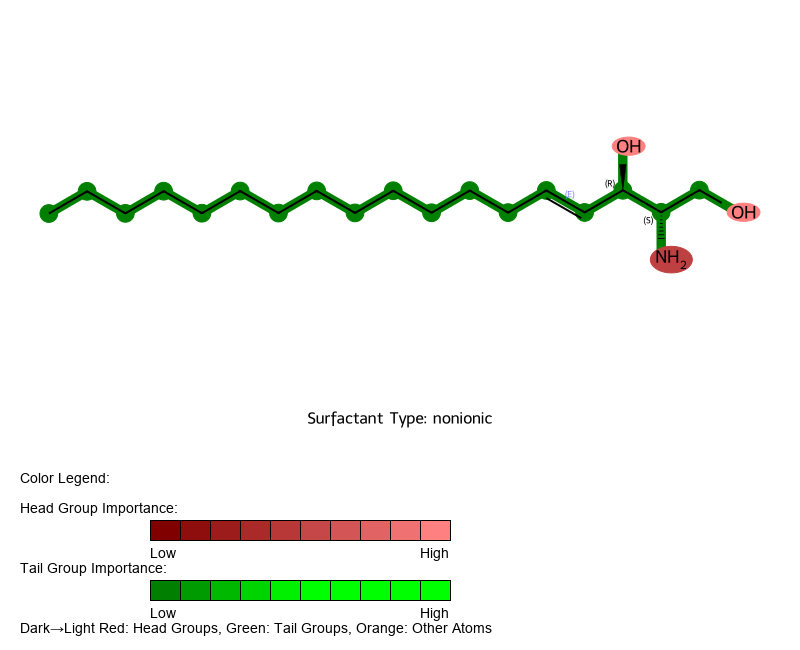 OH
(E)
(R)
(S)
OH
NH2
Surfactant Type: nonionic
Color Legend:
Head Group Importance:
Low High
Tail Group Importance:
Low High
Dark→Light Red: Head Groups, Green: Tail Groups, Orange: Other Atoms